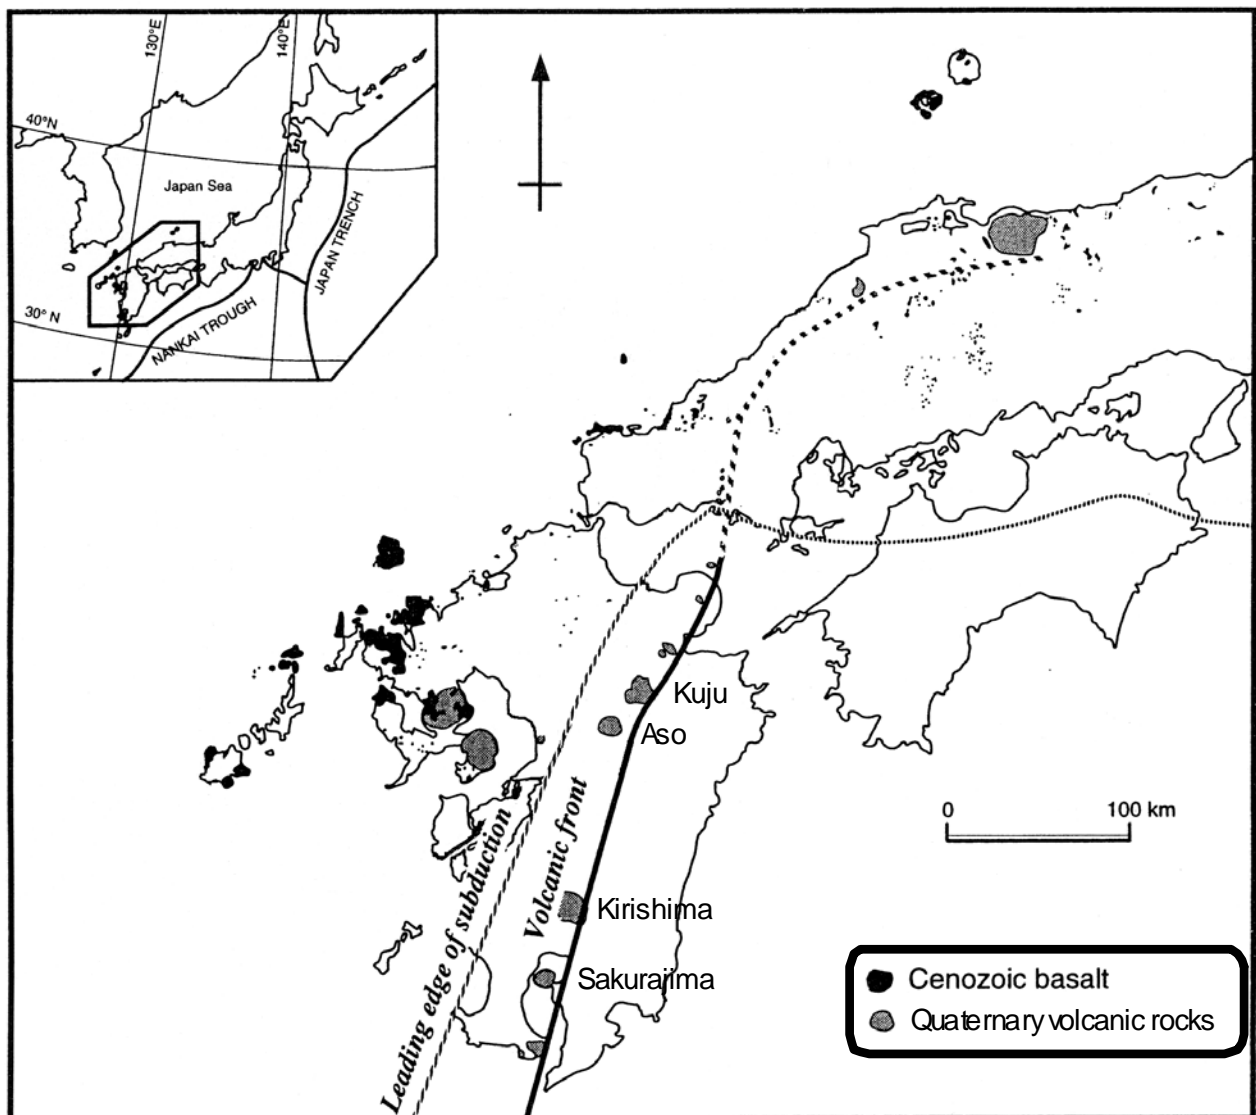 130°E
140°E
40°N
Japan Sea
JAPAN TRENCH
30° N
NANKAI TROUGH
Kuju
Aso
0 100 km
Volcanic front
Leading edge of subduction
Kirishima
Sakurajima
Cenozoic basalt
Quaternary volcanic rocks